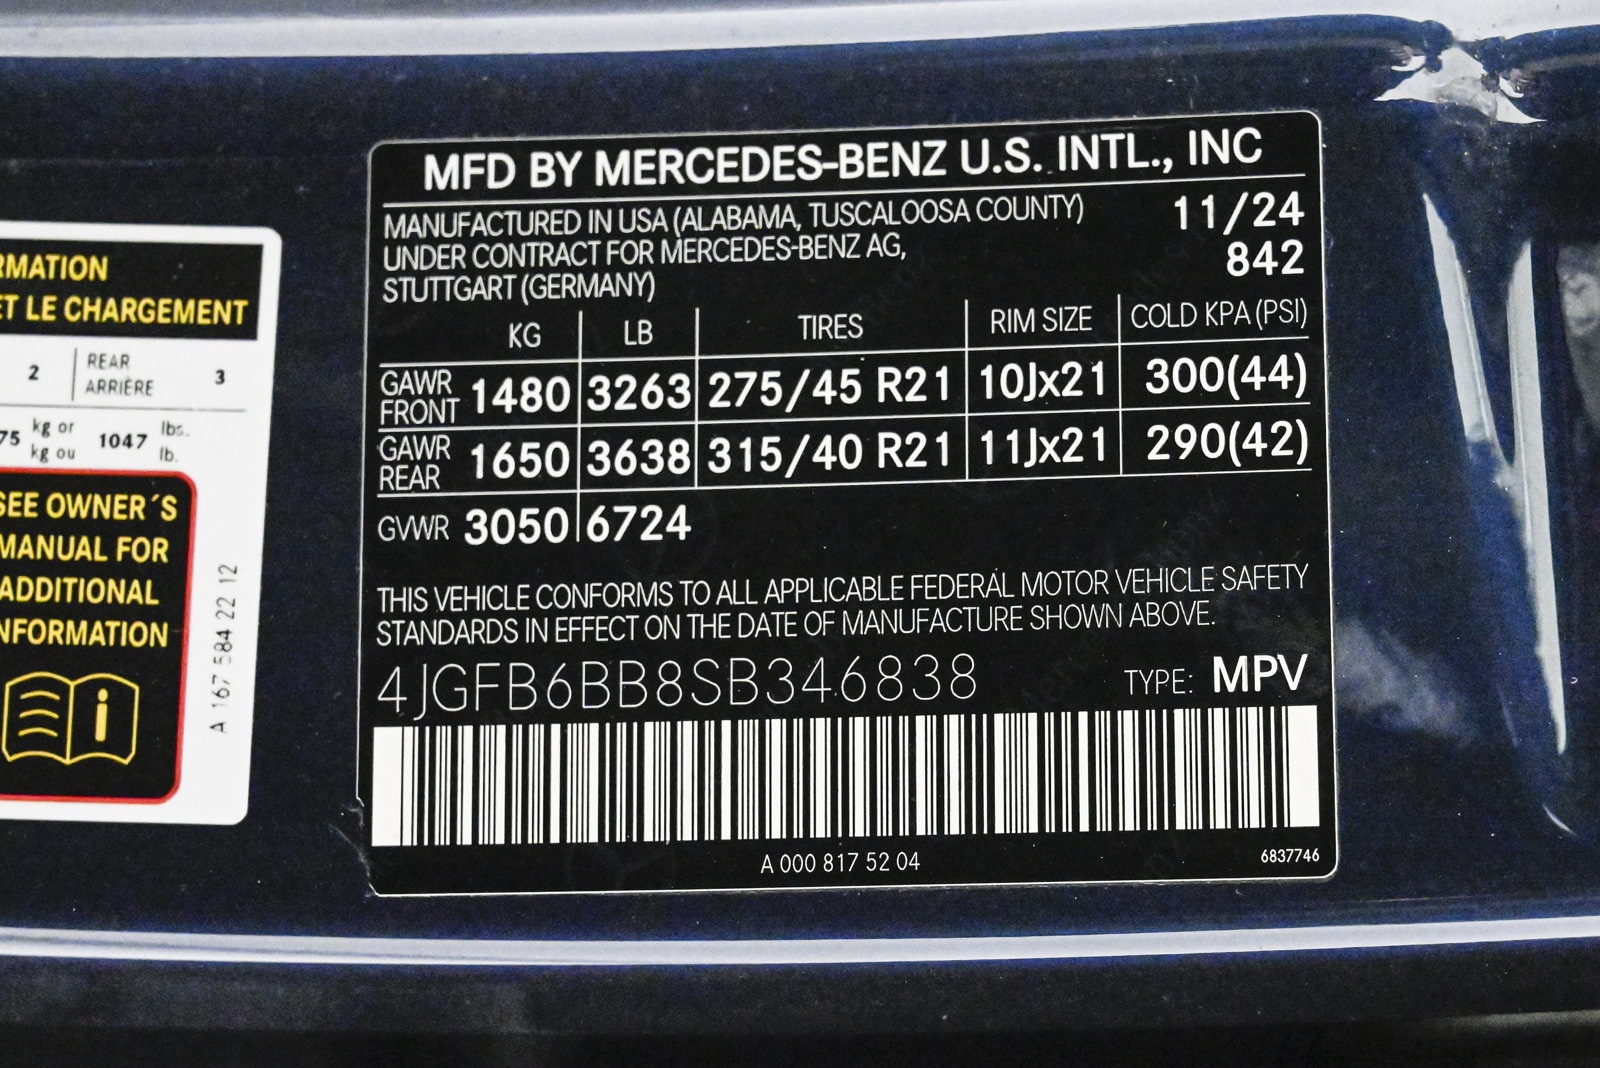 RMATION
ET LE CHARGEMENT
2 REAR ARRIÈRE 3
75 kg or kg ou 1047 lbs. lb.
SEE OWNER´S
MANUAL FOR
ADDITIONAL
NFORMATION
i
A 167 584 22 12
MFD BY MERCEDES-BENZ U.S. INTL., INC
MANUFACTURED IN USA (ALABAMA, TUSCALOOSA COUNTY) 11/24
UNDER CONTRACT FOR MERCEDES-BENZ AG, 842
STUTTGART (GERMANY)
KG LB TIRES RIM SIZE COLD KPA (PSI)
GAWR FRONT 1480 3263 275/45 R21 10Jx21 300(44)
GAWR REAR 1650 3638 315/40 R21 11Jx21 290(42)
GVWR 3050 6724
THIS VEHICLE CONFORMS TO ALL APPLICABLE FEDERAL MOTOR VEHICLE SAFETY
STANDARDS IN EFFECT ON THE DATE OF MANUFACTURE SHOWN ABOVE.
4JGFB6BB8SB346838 TYPE: MPV
A 000 817 52 04 6837746